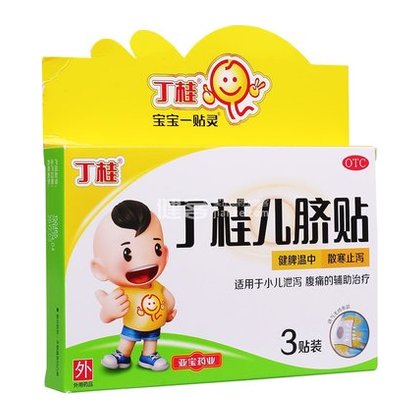 丁桂®
宝宝一贴灵
丁桂®
OTC
丁桂儿脐贴
健脾温中 散寒止泻
适用于小儿泄泻 腹痛的辅助治疗
3贴装
亚宝药业
外
外用药品